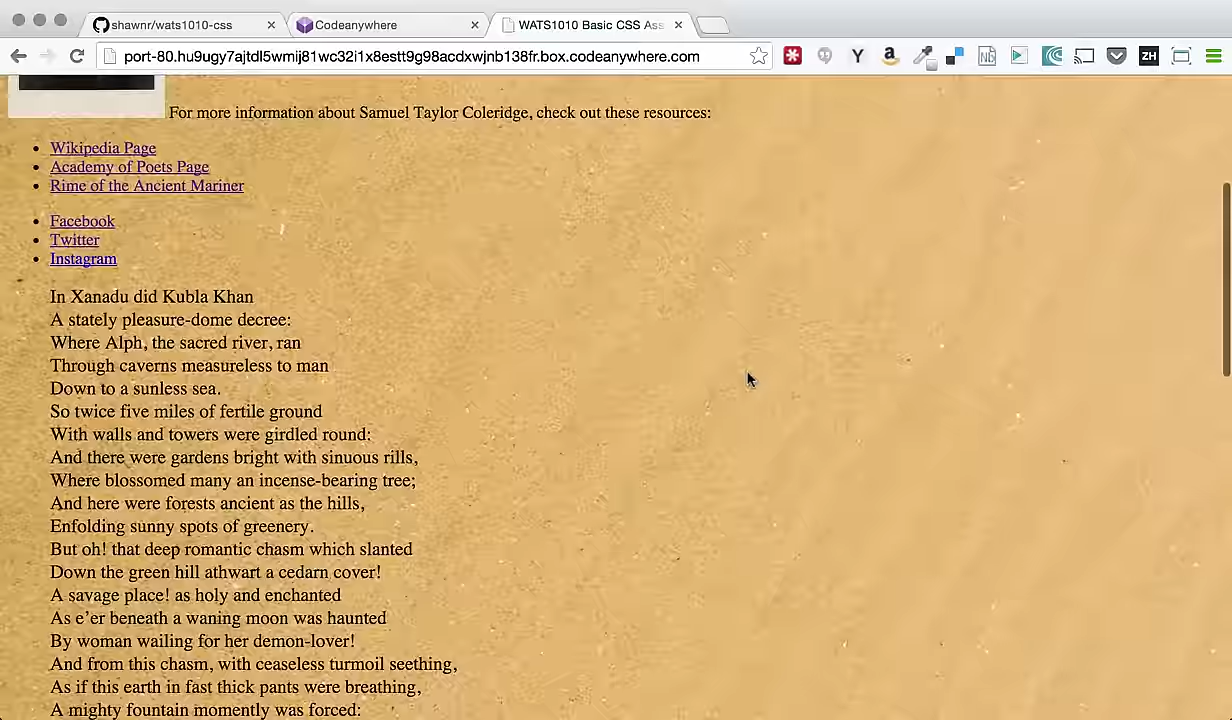 shawnr/wats1010-css
Codeanywhere
WATS1010 Basic CSS Ass
port-80.hu9ugy7ajtdl5wmij81wc32i1x8estt9g98acdxwjnb138fr.box.codeanywhere.com
For more information about Samuel Taylor Coleridge, check out these resources:
Wikipedia Page
Academy of Poets Page
Rime of the Ancient Mariner
Facebook
Twitter
Instagram
In Xanadu did Kubla Khan
A stately pleasure-dome decree:
Where Alph, the sacred river, ran
Through caverns measureless to man
Down to a sunless sea.
So twice five miles of fertile ground
With walls and towers were girdled round:
And there were gardens bright with sinuous rills,
Where blossomed many an incense-bearing tree;
And here were forests ancient as the hills,
Enfolding sunny spots of greenery.
But oh! that deep romantic chasm which slanted
Down the green hill athwart a cedarn cover!
A savage place! as holy and enchanted
As e’er beneath a waning moon was haunted
By woman wailing for her demon-lover!
And from this chasm, with ceaseless turmoil seething,
As if this earth in fast thick pants were breathing,
A mighty fountain momently was forced: